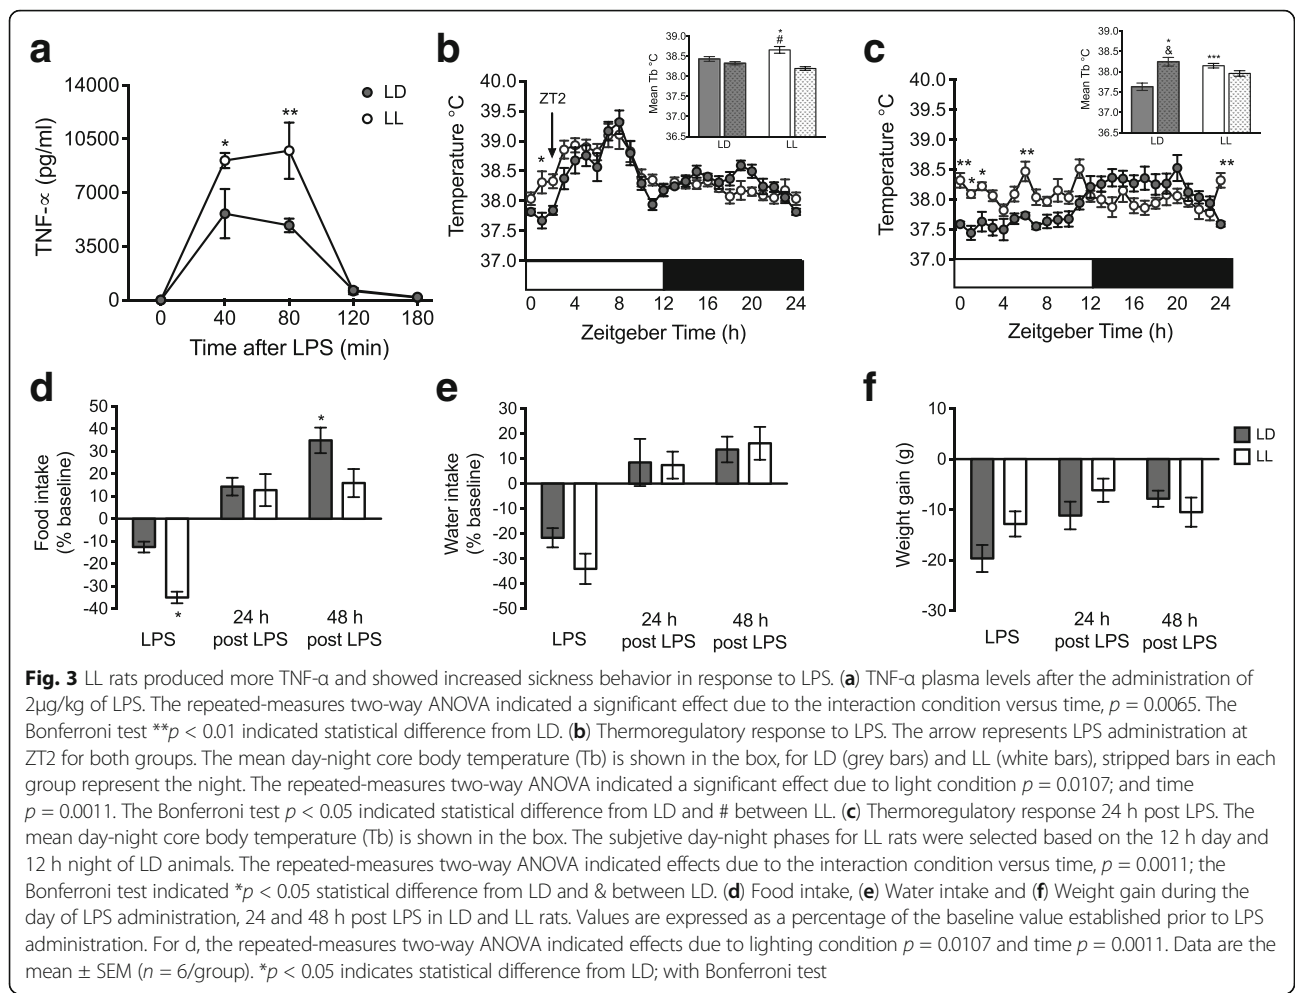 a
14000
10500
7000
3500
0
TNF-α (pg/ml)
*
**
LD
LL
0 40 80 120 180
Time after LPS (min)
b
40.0
39.5
39.0
38.5
38.0
37.5
37.0
Temperature °C
ZT2
*
0 4 8 12 16 20 24
Zeitgeber Time (h)
39.0
38.5
38.0
37.5
37.0
36.5
Mean Tb °C
*
#
LD LL
c
40.0
39.5
39.0
38.5
38.0
37.5
37.0
Temperature °C
** * * ** **
0 4 8 12 16 20 24
Zeitgeber Time (h)
39.0
38.5
38.0
37.5
37.0
36.5
Mean Tb °C
*
&
***
LD LL
d
50
40
30
20
10
0
-10
-20
-30
-40
Food intake
(% baseline)
*
*
LPS
24 h
post LPS
48 h
post LPS
e
30
20
10
0
-10
-20
-30
-40
-50
Water intake
(% baseline)
LPS
24 h
post LPS
48 h
post LPS
f
10
0
-10
-20
-30
Weight gain (g)
LPS
24 h
post LPS
48 h
post LPS
LD
LL
Fig. 3 LL rats produced more TNF-α and showed increased sickness behavior in response to LPS. (a) TNF-α plasma levels after the administration of
2μg/kg of LPS. The repeated-measures two-way ANOVA indicated a significant effect due to the interaction condition versus time, p = 0.0065. The
Bonferroni test **p < 0.01 indicated statistical difference from LD. (b) Thermoregulatory response to LPS. The arrow represents LPS administration at
ZT2 for both groups. The mean day-night core body temperature (Tb) is shown in the box, for LD (grey bars) and LL (white bars), stripped bars in each
group represent the night. The repeated-measures two-way ANOVA indicated a significant effect due to light condition p = 0.0107; and time
p = 0.0011. The Bonferroni test p < 0.05 indicated statistical difference from LD and # between LL. (c) Thermoregulatory response 24 h post LPS. The
mean day-night core body temperature (Tb) is shown in the box. The subjetive day-night phases for LL rats were selected based on the 12 h day and
12 h night of LD animals. The repeated-measures two-way ANOVA indicated effects due to the interaction condition versus time, p = 0.0011; the
Bonferroni test indicated *p < 0.05 statistical difference from LD and & between LD. (d) Food intake, (e) Water intake and (f) Weight gain during the
day of LPS administration, 24 and 48 h post LPS in LD and LL rats. Values are expressed as a percentage of the baseline value established prior to LPS
administration. For d, the repeated-measures two-way ANOVA indicated effects due to lighting condition p = 0.0107 and time p = 0.0011. Data are the
mean ± SEM (n = 6/group). *p < 0.05 indicates statistical difference from LD; with Bonferroni test